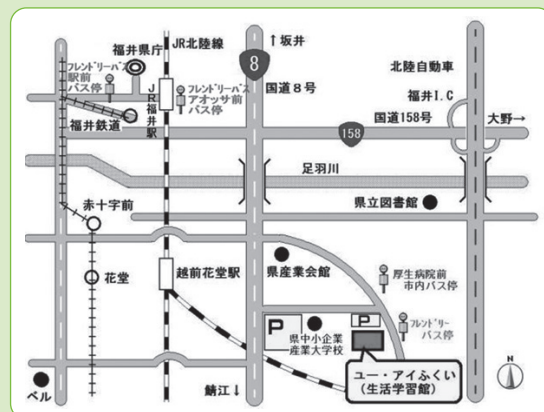 福井県庁
JR北陸線
↑坂井
8
国道8号
北陸自動車
福井I.C
国道158号
大野→
158
フレンドリーバス
駅前
バス停
フレンドリーバス
アオッサ前
バス停
JR福井駅
福井鉄道
足羽川
県立図書館
赤十字前
花堂
越前花堂駅
県産業会館
厚生病院前
市内バス停
フレンドリー
バス停
P
P
県中小企業
産業大学校
ユー・アイふくい
(生活学習館)
鯖江↓
ベル
N